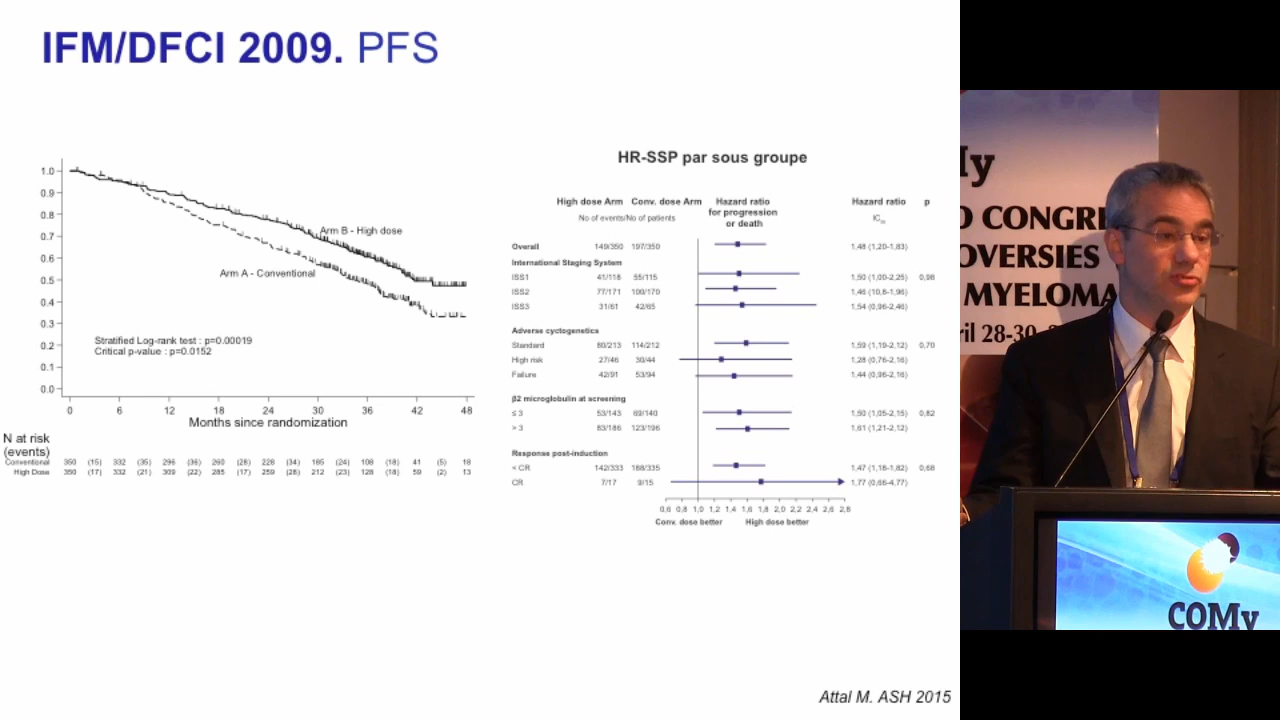 IFM/DFCI 2009. PFS
1.0
0.9
0.8
0.7
0.6
0.5
0.4
0.3
0.2
0.1
0.0
Arm B - High dose
Arm A - Conventional
Stratified Log-rank test : p=0.00019
Critical p-value : p=0.0152
0 6 12 18 24 30 36 42 48
Months since randomization
N at risk
(events)
Conventional 350 (15) 332 (35) 296 (36) 260 (28) 228 (34) 185 (24) 108 (18) 41 (5) 18
High Dose 350 (17) 332 (21) 309 (22) 285 (17) 259 (28) 212 (23) 128 (18) 59 (2) 13
HR-SSP par sous groupe
High dose Arm Conv. dose Arm Hazard ratio for progression or death Hazard ratio p
No of events/No of patients
Overall 149/350 197/350 1,48 (1,20-1,83)
International Staging System
ISS1 41/118 55/115 1,50 (1,00-2,25) 0,98
ISS2 77/171 100/170 1,46 (10,8-1,96)
ISS3 31/61 42/65 1,54 (0,96-2,46)
Adverse cyctogenetics
Standard 80/213 114/212 1,59 (1,19-2,12) 0,70
High risk 27/46 30/44 1,28 (0,76-2,16)
Failure 42/91 53/94 1,44 (0,96-2,16)
β2 microglobulin at screening
≤ 3 53/143 69/140 1,50 (1,05-2,15) 0,82
> 3 83/186 123/196 1,61 (1,21-2,12)
Response post-induction
< CR 142/333 188/335 1,47 (1,18-1,82) 0,68
CR 7/17 9/15 1,77 (0,66-4,77)
0,6 0,8 1,0 1,2 1,4 1,6 1,8 2,0 2,2 2,4 2,6 2,8
Conv. dose better High dose better
Attal M. ASH 2015
My
O CONGRE
OVERSIES
MYELOMA
ril 28-30,
COMy